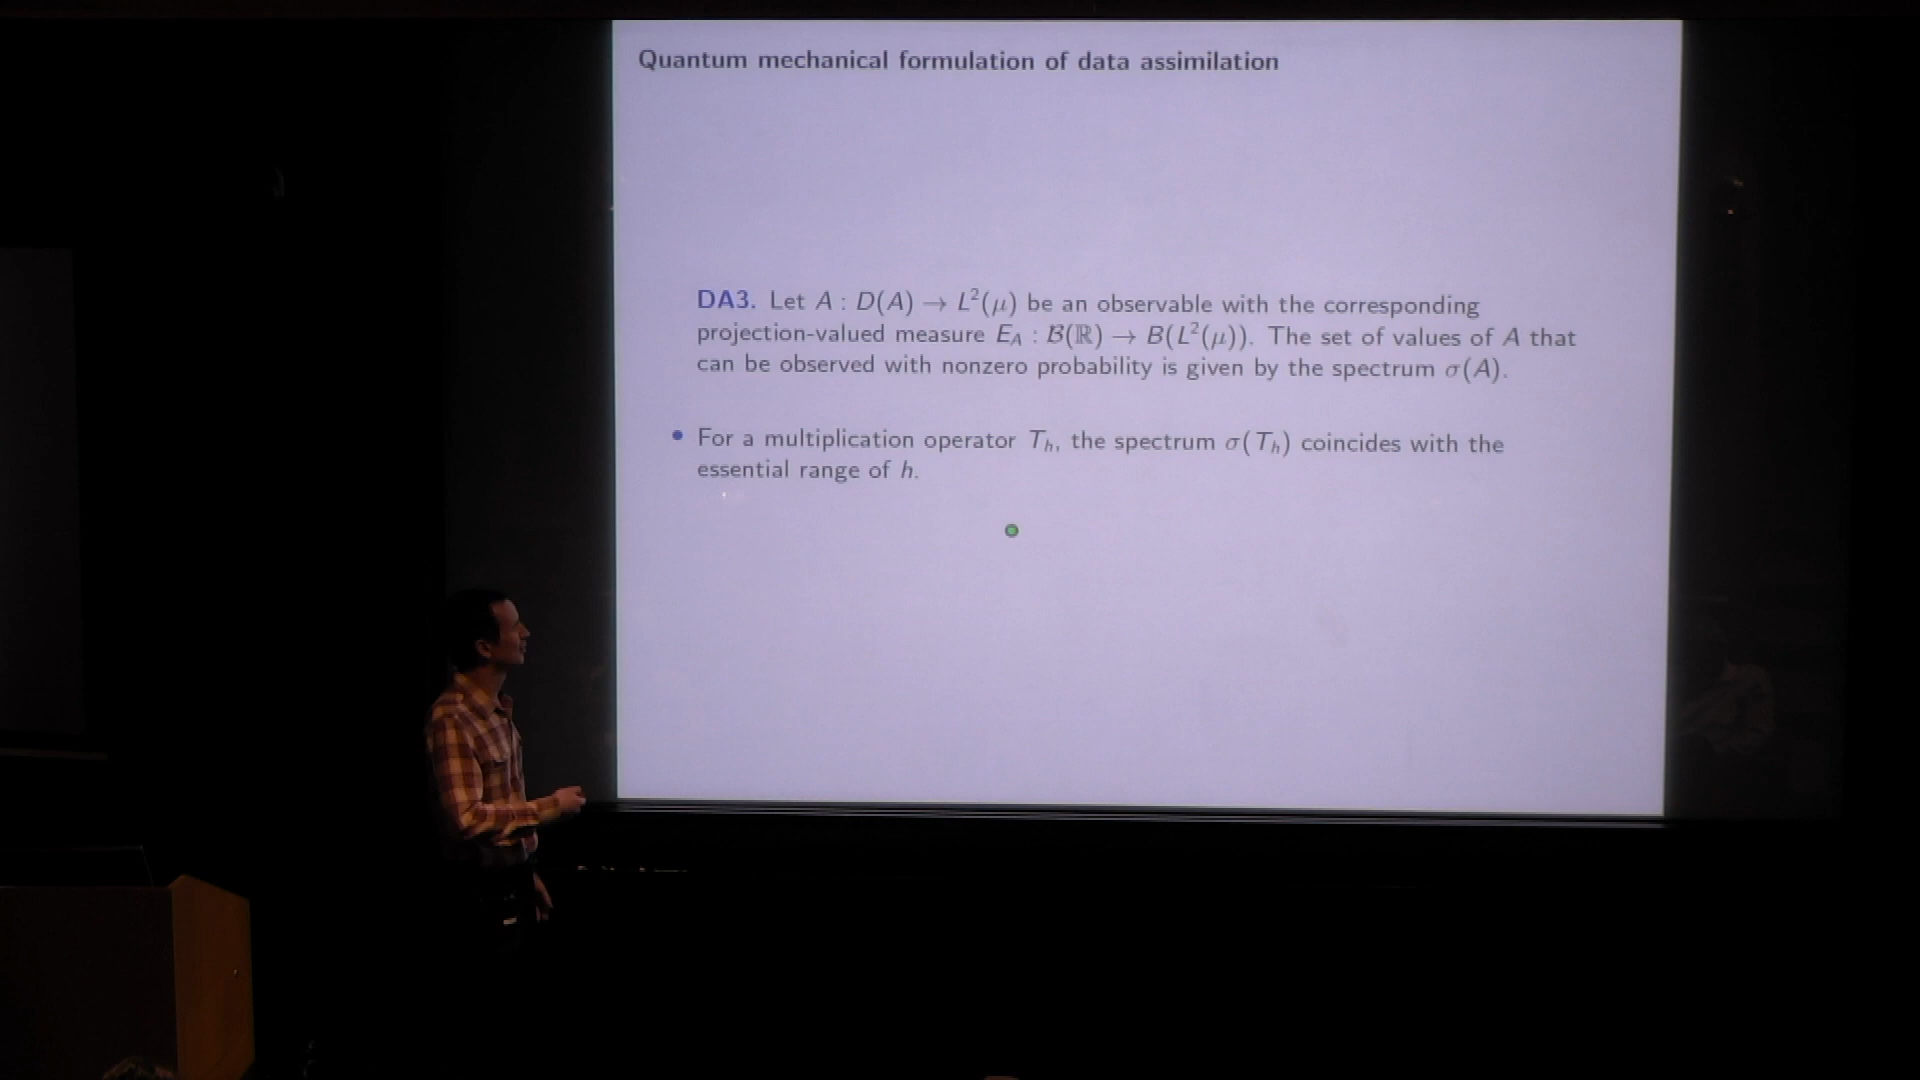 Quantum mechanical formulation of data assimilation
DA3. Let A : D(A) → L²(μ) be an observable with the corresponding
projection-valued measure E_A : ℬ(ℝ) → B(L²(μ)). The set of values of A that
can be observed with nonzero probability is given by the spectrum σ(A).
• For a multiplication operator T_h, the spectrum σ(T_h) coincides with the
essential range of h.